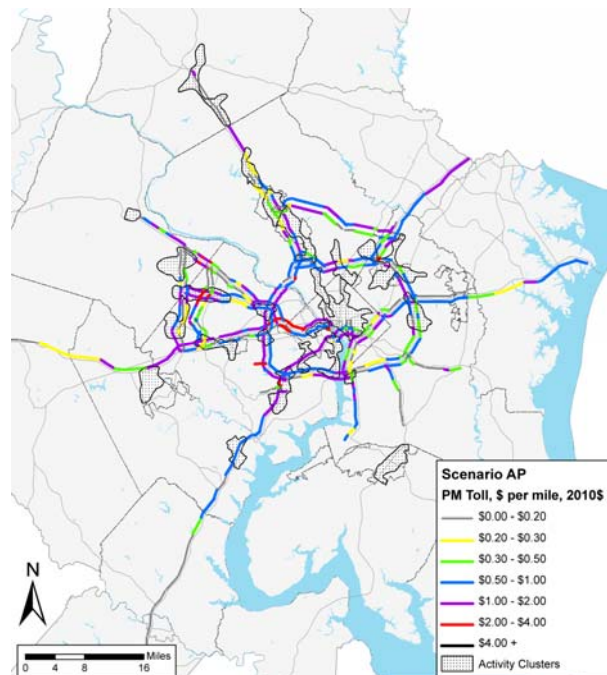 Scenario AP
PM Toll, $ per mile, 2010$
$0.00 - $0.20
$0.20 - $0.30
$0.30 - $0.50
$0.50 - $1.00
$1.00 - $2.00
$2.00 - $4.00
$4.00 +
Activity Clusters
N
Miles
0 4 8 16